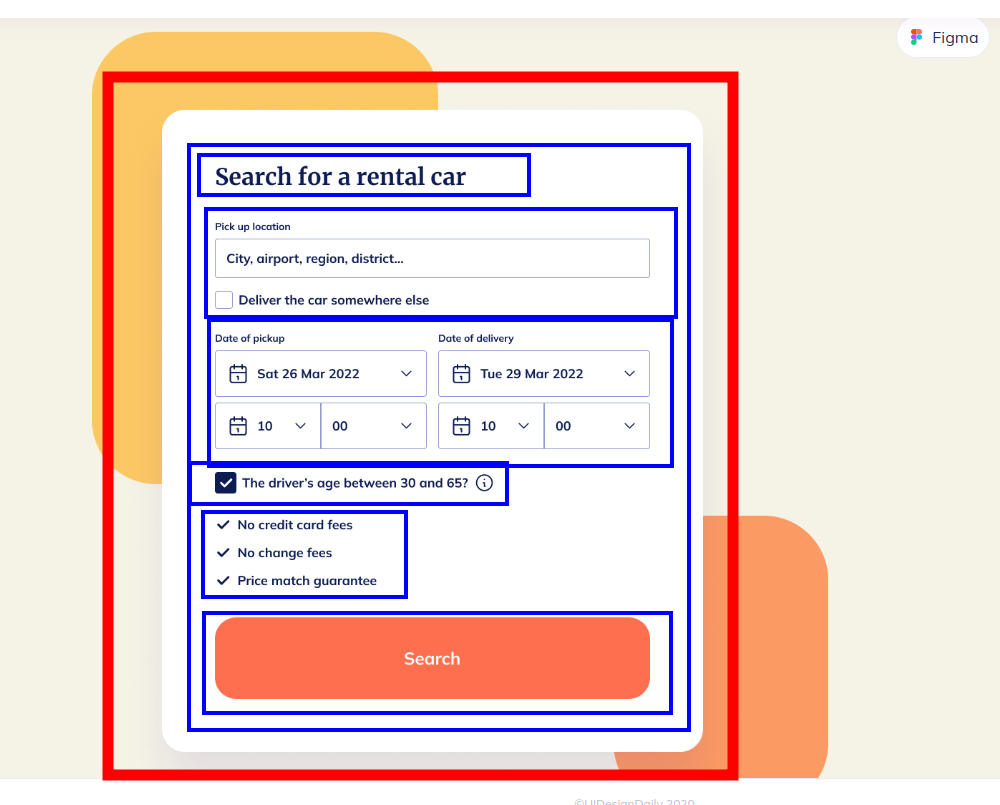 Figma
Search for a rental car
Pick up location
City, airport, region, district...
Deliver the car somewhere else
Date of pickup
Date of delivery
Sat 26 Mar 2022
Tue 29 Mar 2022
10 00
10 00
The driver's age between 30 and 65?
No credit card fees
No change fees
Price match guarantee
Search
©UIDesignDaily 2020